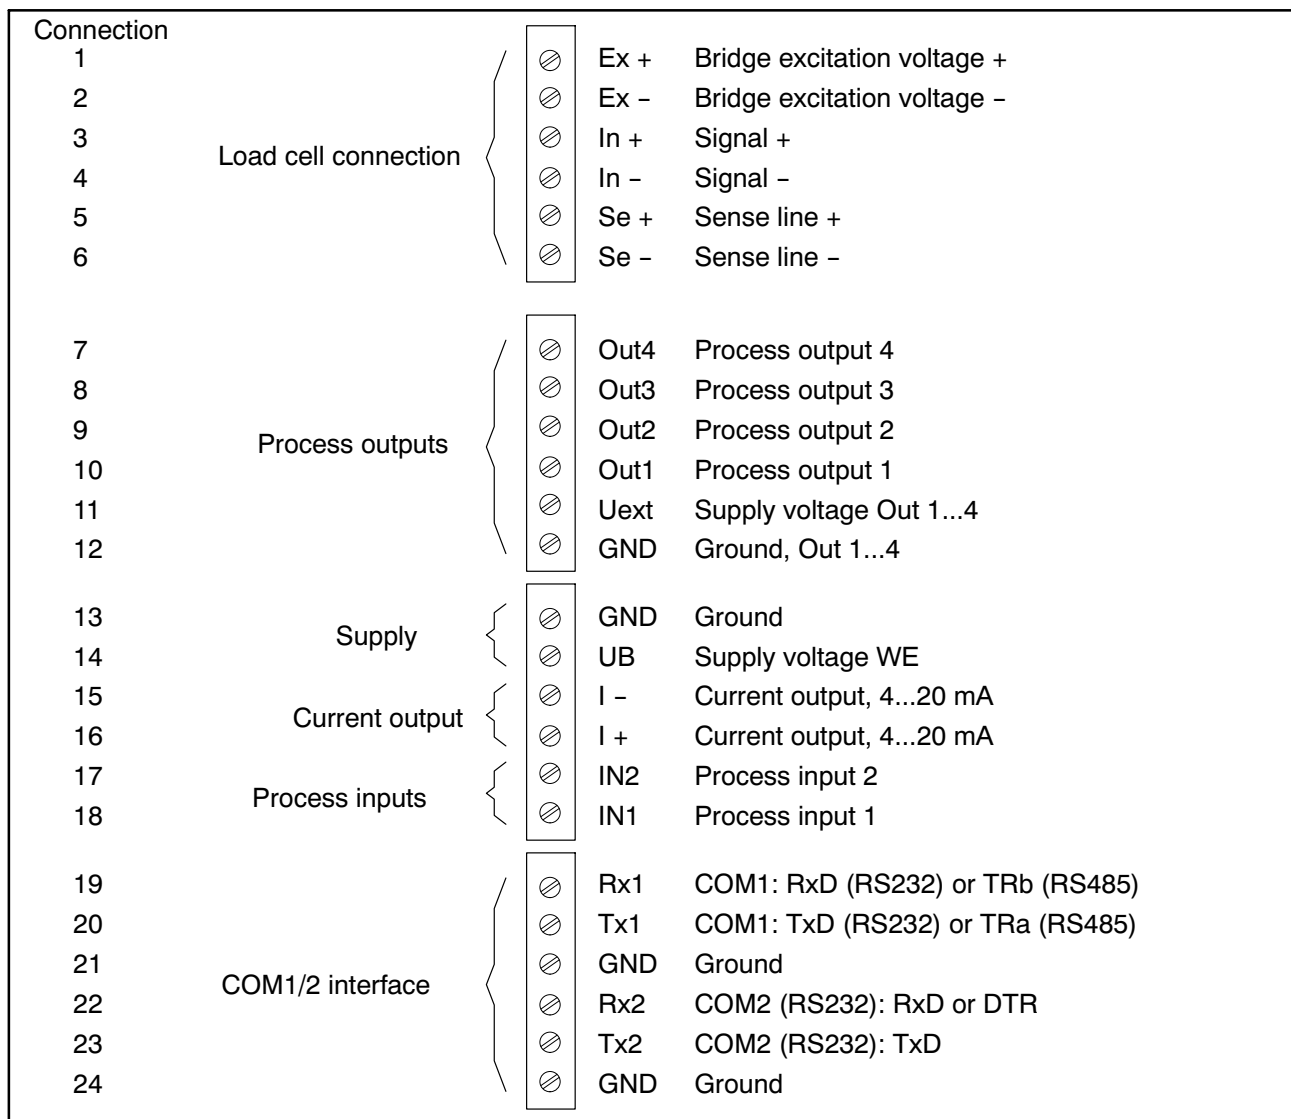 Connection
1 Ex + Bridge excitation voltage +
2 Ex – Bridge excitation voltage –
3 In + Signal +
Load cell connection
4 In – Signal –
5 Se + Sense line +
6 Se – Sense line –
7 Out4 Process output 4
8 Out3 Process output 3
9 Out2 Process output 2
Process outputs
10 Out1 Process output 1
11 Uext Supply voltage Out 1...4
12 GND Ground, Out 1...4
13 GND Ground
Supply
14 UB Supply voltage WE
15 I – Current output, 4...20 mA
Current output
16 I + Current output, 4...20 mA
17 IN2 Process input 2
Process inputs
18 IN1 Process input 1
19 Rx1 COM1: RxD (RS232) or TRb (RS485)
20 Tx1 COM1: TxD (RS232) or TRa (RS485)
21 GND Ground
COM1/2 interface
22 Rx2 COM2 (RS232): RxD or DTR
23 Tx2 COM2 (RS232): TxD
24 GND Ground